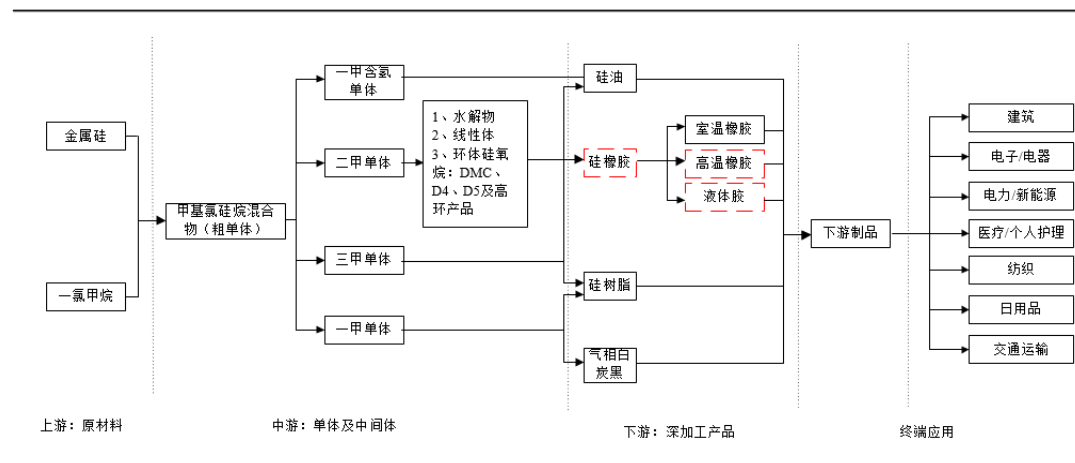 金属硅
一氯甲烷
甲基氯硅烷混合
物（粗单体）
一甲含氢
单体
二甲单体
三甲单体
一甲单体
1、水解物
2、线性体
3、环体硅氧
烷：DMC、
D4、D5及高
环产品
硅油
硅橡胶
硅树脂
气相白
炭黑
室温橡胶
高温橡胶
液体胶
下游制品
建筑
电子/电器
电力/新能源
医疗/个人护理
纺织
日用品
交通运输
上游：原材料
中游：单体及中间体
下游：深加工产品
终端应用